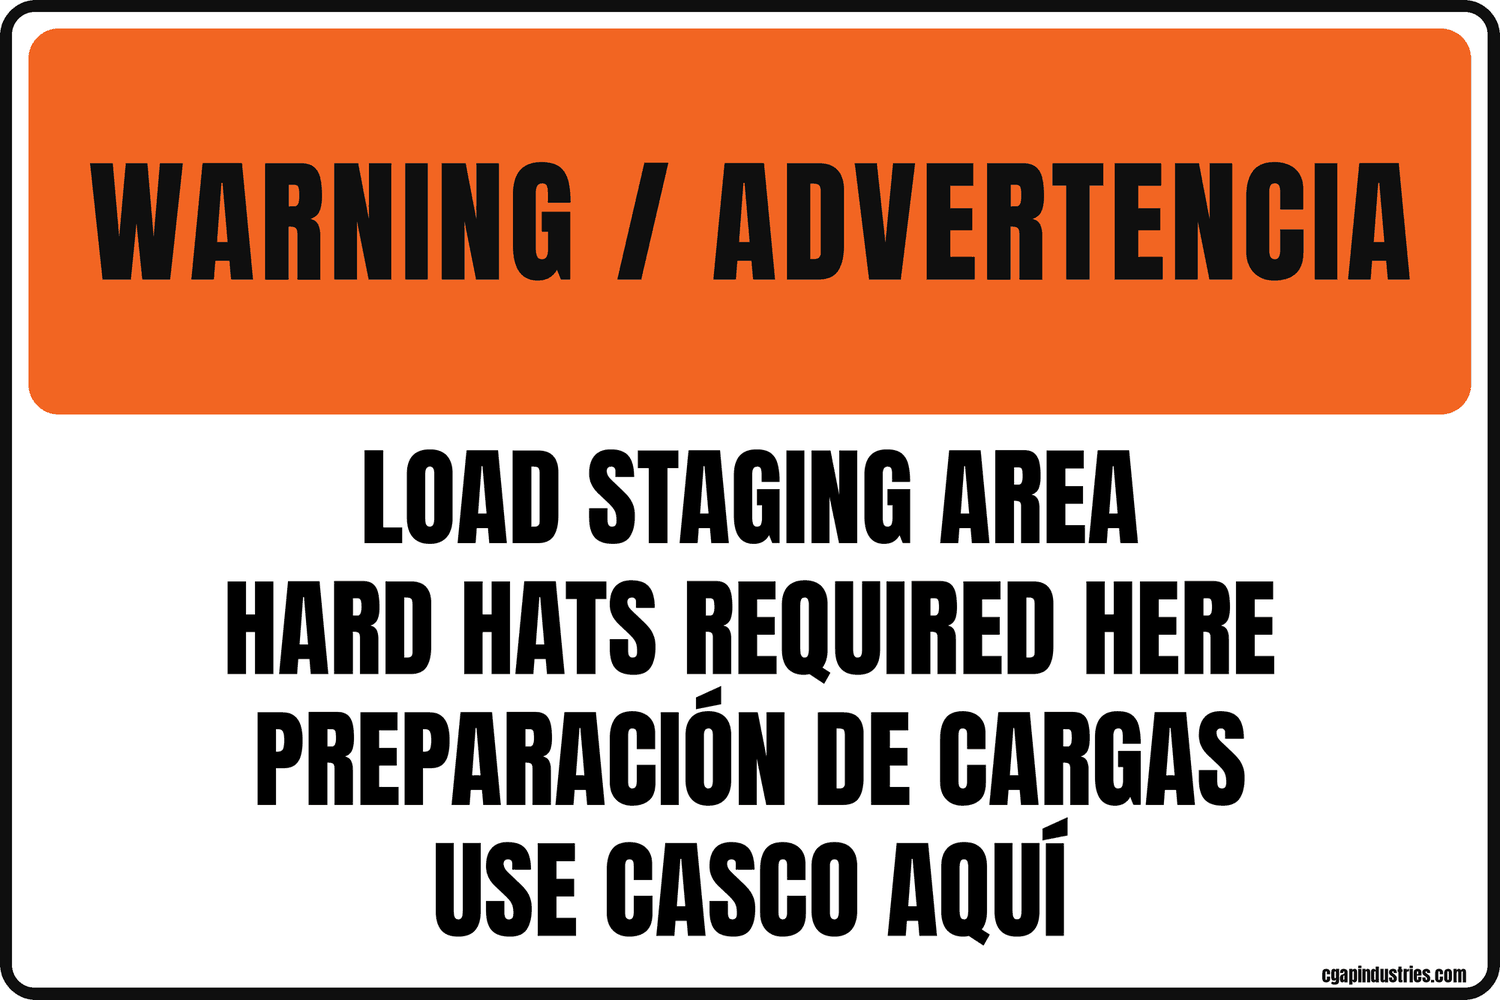 WARNING / ADVERTENCIA
LOAD STAGING AREA
HARD HATS REQUIRED HERE
PREPARACIÓN DE CARGAS
USE CASCO AQUÍ
cgapindustries.com